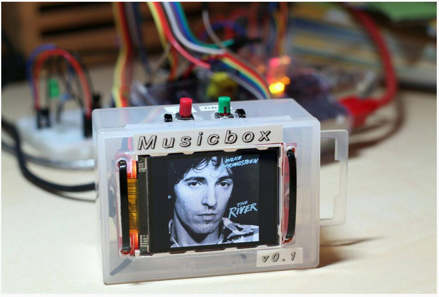 Musicbox
BRUCE
SPRINGSTEEN
THE
RIVER
v0.1